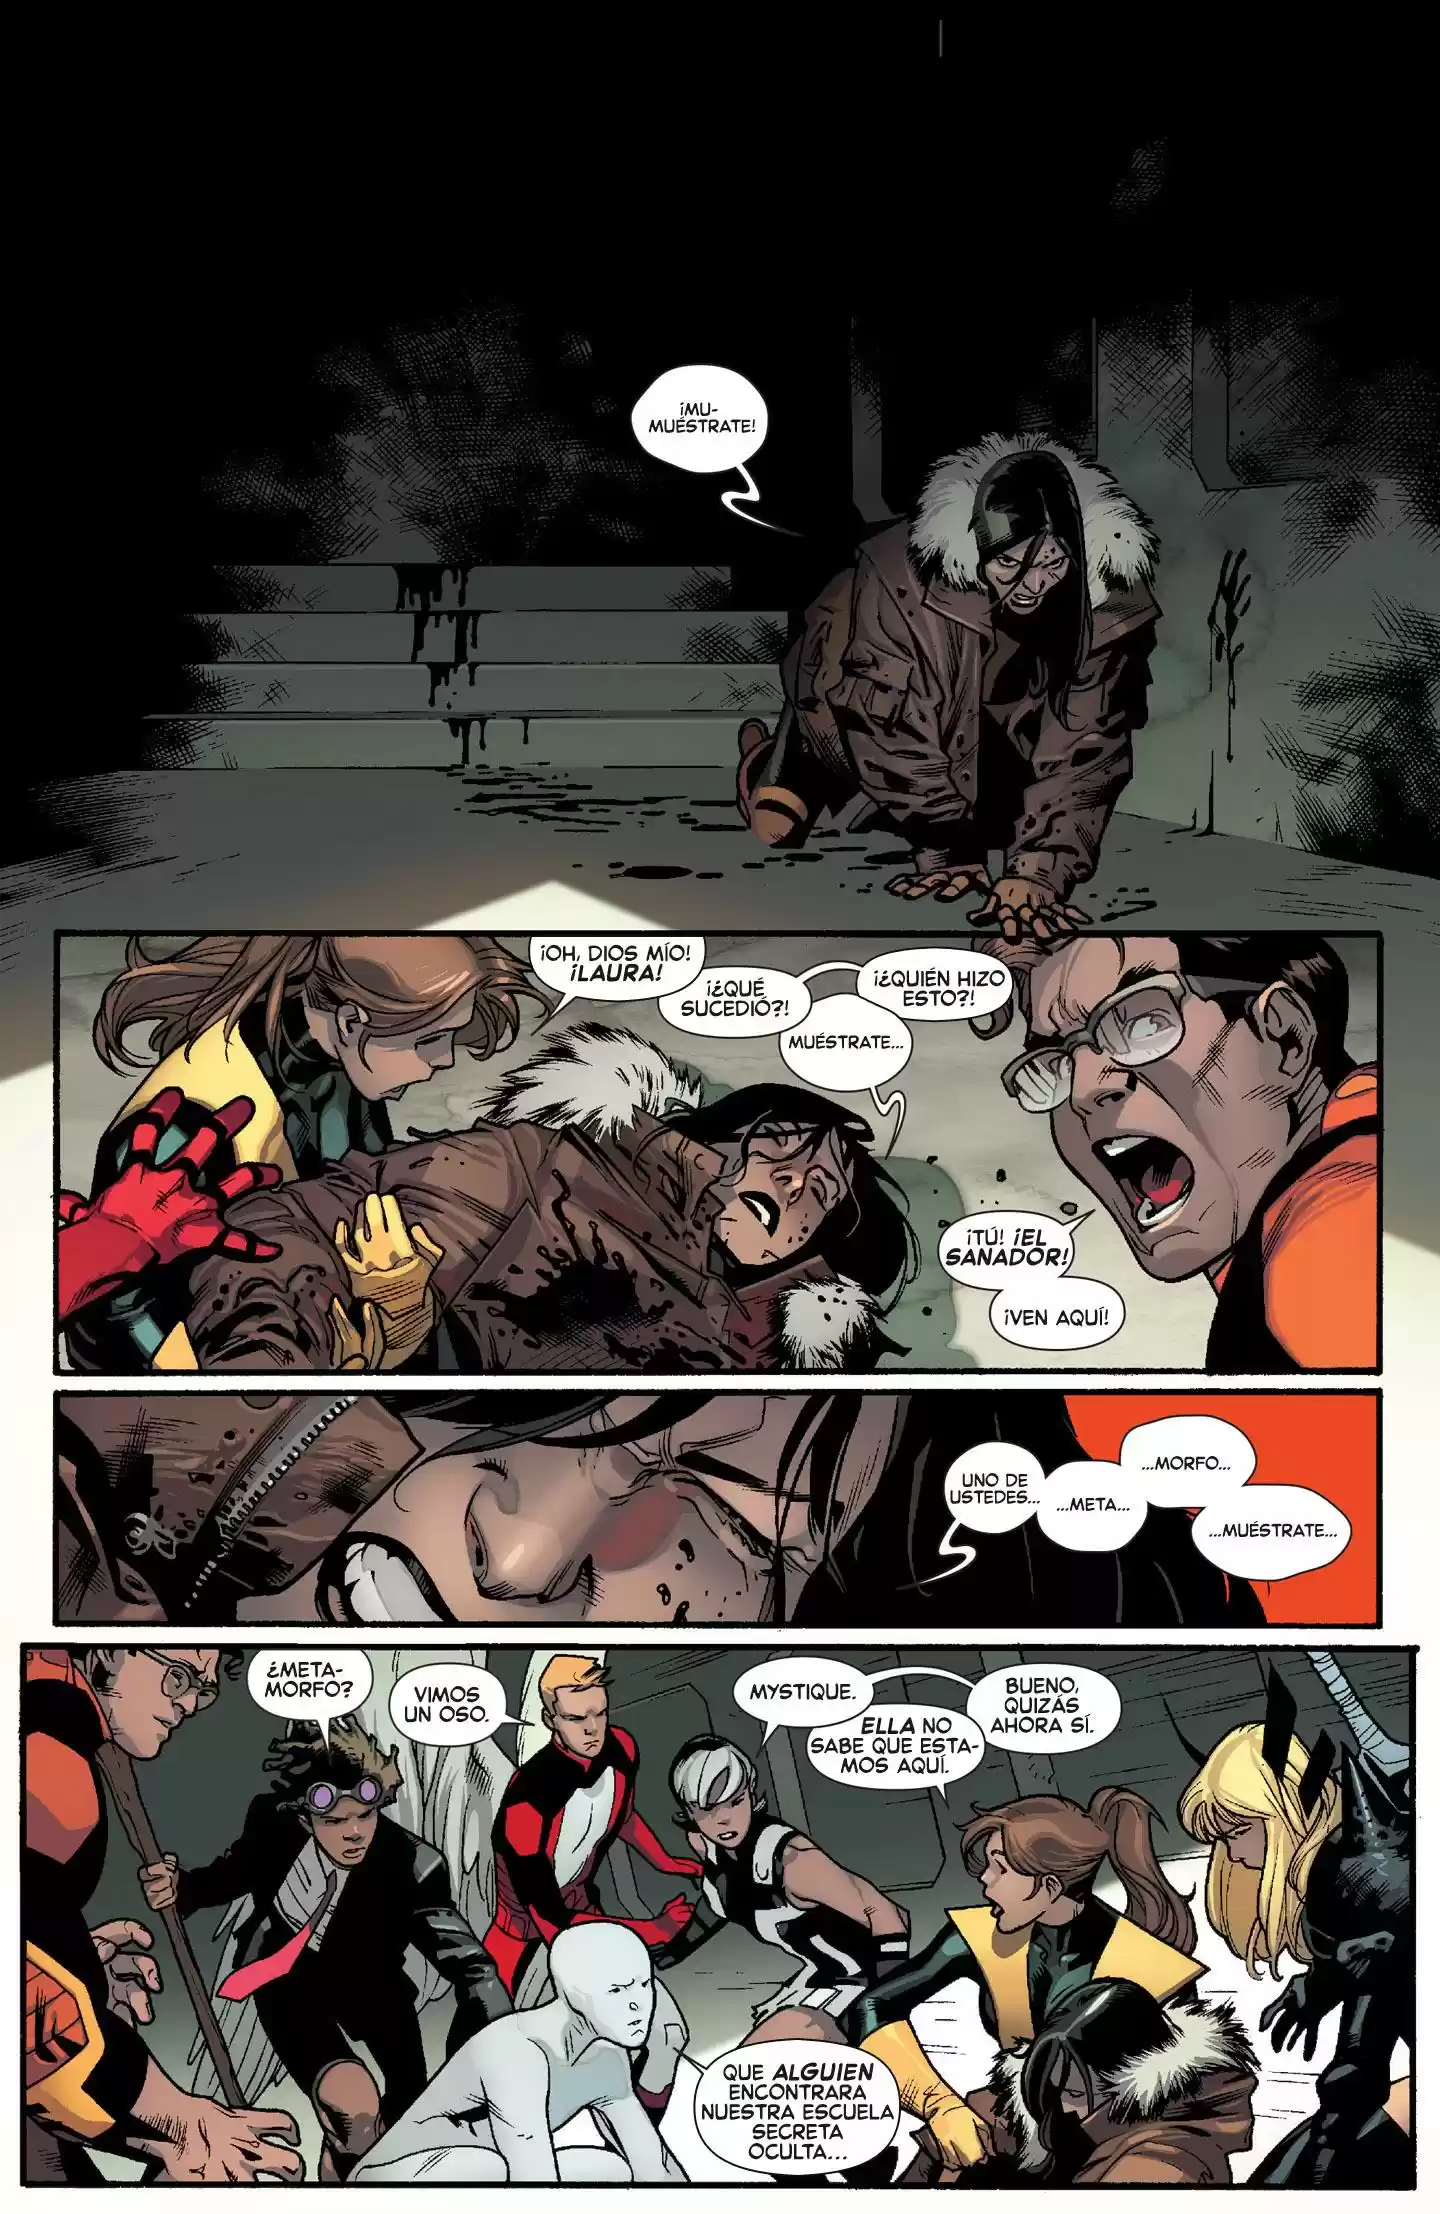 ¡MU-
MUÉSTRATE!
¡OH, DIOS MÍO!
¡LAURA!
¡¿QUÉ
SUCEDIÓ?!
¡¿QUIÉN HIZO
ESTO?!
MUÉSTRATE...
¡TÚ! ¡EL
SANADOR!
¡VEN AQUÍ!
UNO DE
USTEDES...
...META...
...MORFO...
...MUÉSTRATE...
¿META-
MORFO?
VIMOS
UN OSO.
MYSTIQUE.
ELLA NO
SABE QUE ESTA-
MOS AQUÍ.
BUENO,
QUIZÁS
AHORA SÍ.
QUE ALGUIEN
ENCONTRARA
NUESTRA ESCUELA
SECRETA
OCULTA...